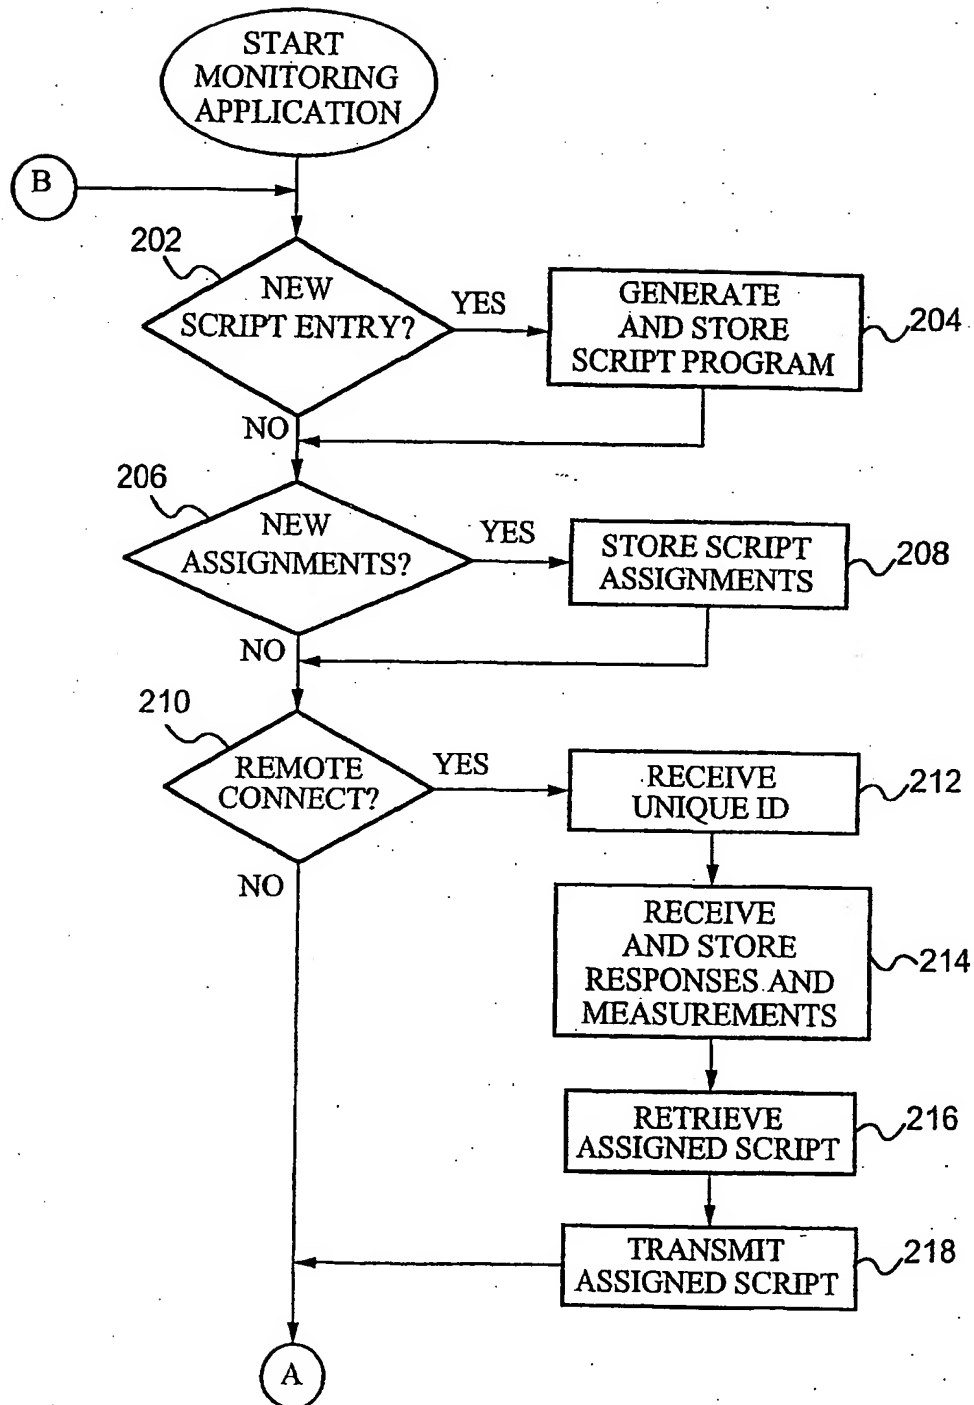 START
MONITORING
APPLICATION
B
202
NEW
SCRIPT ENTRY?
YES
GENERATE
AND STORE
SCRIPT PROGRAM
204
NO
206
NEW
ASSIGNMENTS?
YES
STORE SCRIPT
ASSIGNMENTS
208
NO
210
REMOTE
CONNECT?
YES
RECEIVE
UNIQUE ID
212
NO
RECEIVE
AND STORE
RESPONSES AND
MEASUREMENTS
214
RETRIEVE
ASSIGNED SCRIPT
216
TRANSMIT
ASSIGNED SCRIPT
218
A